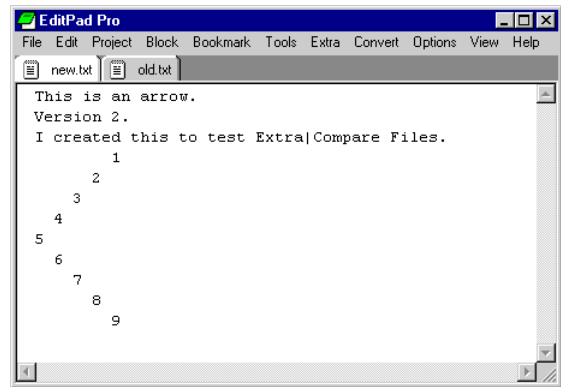 EditPad Pro
File Edit Project Block Bookmark Tools Extra Convert Options View Help
new.txt old.txt
This is an arrow.
Version 2.
I created this to test Extra|Compare Files.
        1
      2
    3
  4
5
  6
    7
      8
        9